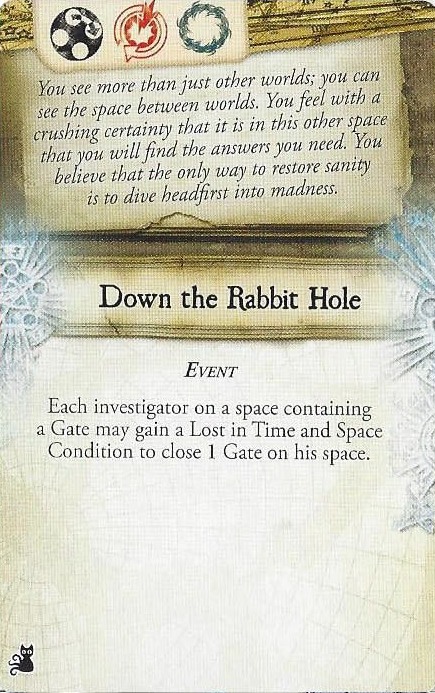 You see more than just other worlds; you can
see the space between worlds. You feel with a
crushing certainty that it is in this other space
that you will find the answers you need. You
believe that the only way to restore sanity
is to dive headfirst into madness.
Down the Rabbit Hole
Event
Each investigator on a space containing
a Gate may gain a Lost in Time and Space
Condition to close 1 Gate on his space.